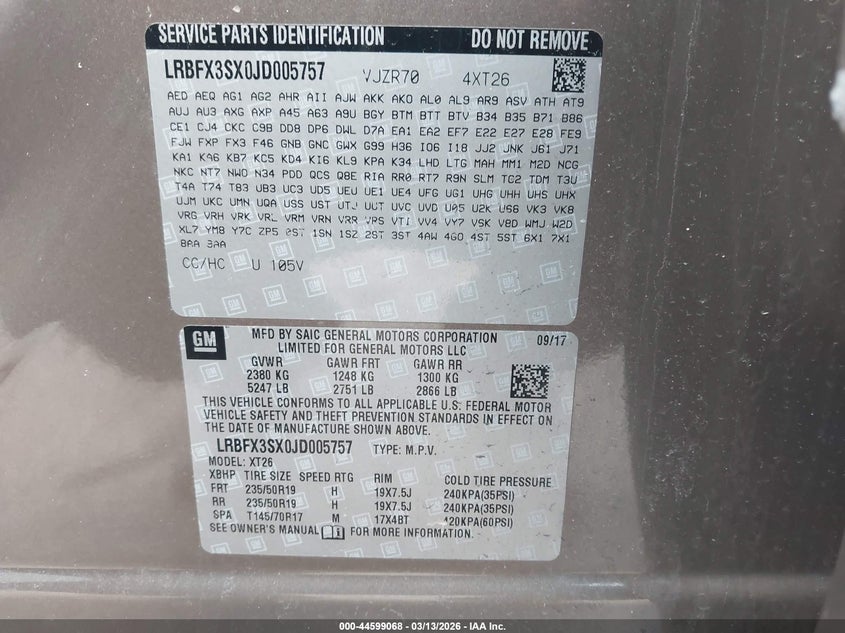 SERVICE PARTS IDENTIFICATION DO NOT REMOVE
LRBFX3SX0JD005757 VJZR70 4XT26
AED AEQ AG1 AG2 AHR AII AJW AKK AKO AL0 AL9 AR9 ASV ATH AT9
AUJ AU3 AXG AXP A45 A63 A9U BGY BTM BTT BTV B34 B35 B71 B86
CE1 CJ4 CKC C9B DD8 DP6 DWL D7A EA1 EA2 EF7 E22 E27 E28 FE9
FJW FXP FX3 F46 GNB GNC GWX G99 H36 I06 I18 JJ2 JNK J61 J71
KA1 KA6 KB7 KC5 KD4 KI6 KL9 KPA K34 LHD LTG MAH MM1 M2D NCG
NKC NT7 NWO N34 PDD QCS Q8E RIA RR0 RT7 R9N SLM TC2 TDM T3U
T4A T74 T83 UB3 UC3 UD5 UEU UE1 UE4 UFG UG1 UHG UHH UHS UHX
UJM UKC UMN UQA USS UST UTJ UUT UVC UVD U05 U2K US6 VK3 VK8
VRG VRH VRK VRL VRM VRN VRR VRS VTI VV4 VY7 V8K V8D WMJ W2D
XL7 YM8 Y7C ZP5 0ST 1SN 1SZ 2ST 3ST 4AW 4GO 4ST 5ST 6X1 7X1
8AA 3AA
CC/HC U 105V
GM
MFD BY SAIC GENERAL MOTORS CORPORATION 09/17
LIMITED FOR GENERAL MOTORS LLC
GVWR GAWR FRT GAWR RR
2380 KG 1248 KG 1300 KG
5247 LB 2751 LB 2866 LB
THIS VEHICLE CONFORMS TO ALL APPLICABLE U.S. FEDERAL MOTOR
VEHICLE SAFETY AND THEFT PREVENTION STANDARDS IN EFFECT ON
THE DATE OF MANUFACTURE SHOWN ABOVE.
LRBFX3SX0JD005757 TYPE: M.P.V.
MODEL: XT26
XBHP TIRE SIZE SPEED RTG RIM COLD TIRE PRESSURE
FRT 235/50R19 H 19X7.5J 240KPA(35PSI)
RR 235/50R19 H 19X7.5J 240KPA(35PSI)
SPA T145/70R17 M 17X4BT 420KPA(60PSI)
SEE OWNER'S MANUAL FOR MORE INFORMATION.
000-44599068 - 03/13/2026 - IAA Inc.